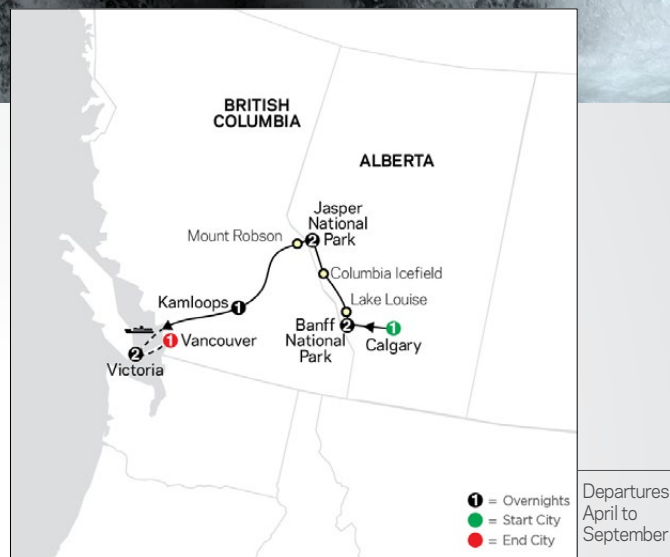 BRITISH
COLUMBIA
ALBERTA
Jasper
National
2 Park
Mount Robson
Columbia Icefield
Kamloops 1
Lake Louise
Banff 2
National
Park
1
Calgary
1 Vancouver
2
Victoria
1 = Overnights
= Start City
= End City
Departures
April to
September